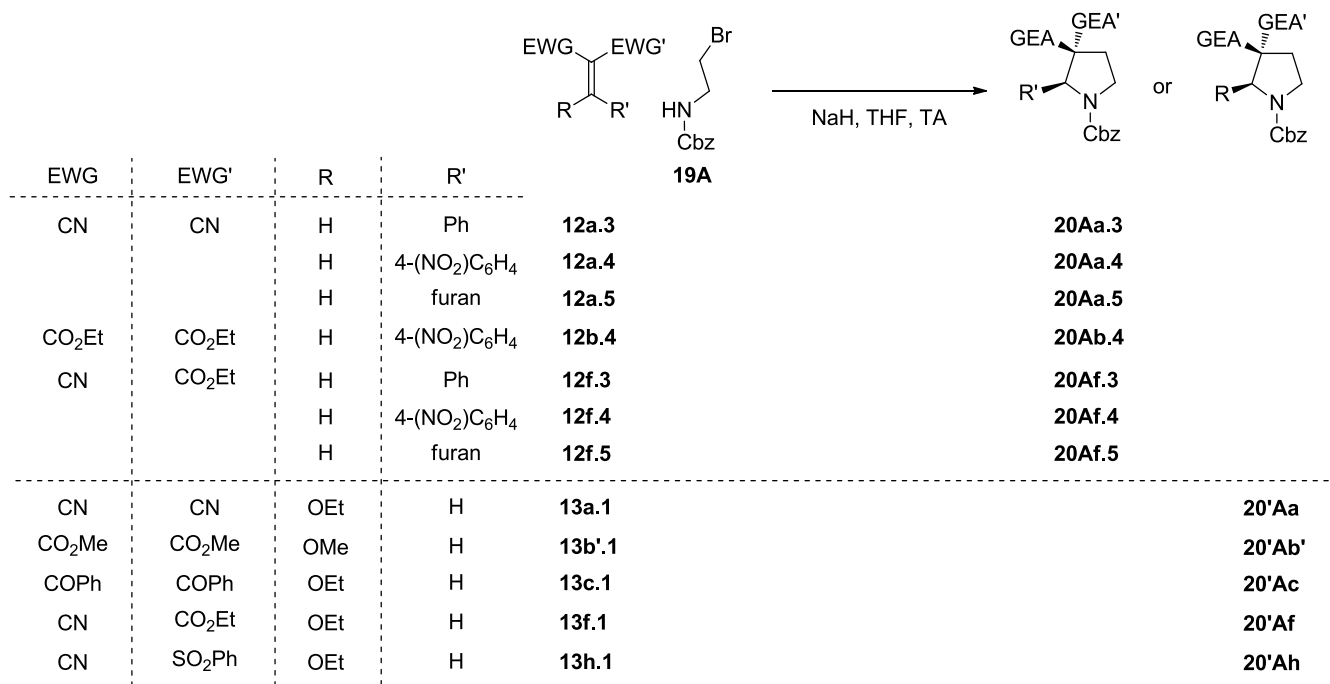 EWG EWG'
R R'
Br
HN
Cbz
19A
NaH, THF, TA
GEA GEA'
R' N
Cbz
or
GEA GEA'
R N
Cbz
EWG EWG' R R'
CN CN H Ph 12a.3 20Aa.3
H 4-(NO2)C6H4 12a.4 20Aa.4
H furan 12a.5 20Aa.5
CO2Et CO2Et H 4-(NO2)C6H4 12b.4 20Ab.4
CN CO2Et H Ph 12f.3 20Af.3
H 4-(NO2)C6H4 12f.4 20Af.4
H furan 12f.5 20Af.5
CN CN OEt H 13a.1 20'Aa
CO2Me CO2Me OMe H 13b'.1 20'Ab'
COPh COPh OEt H 13c.1 20'Ac
CN CO2Et OEt H 13f.1 20'Af
CN SO2Ph OEt H 13h.1 20'Ah